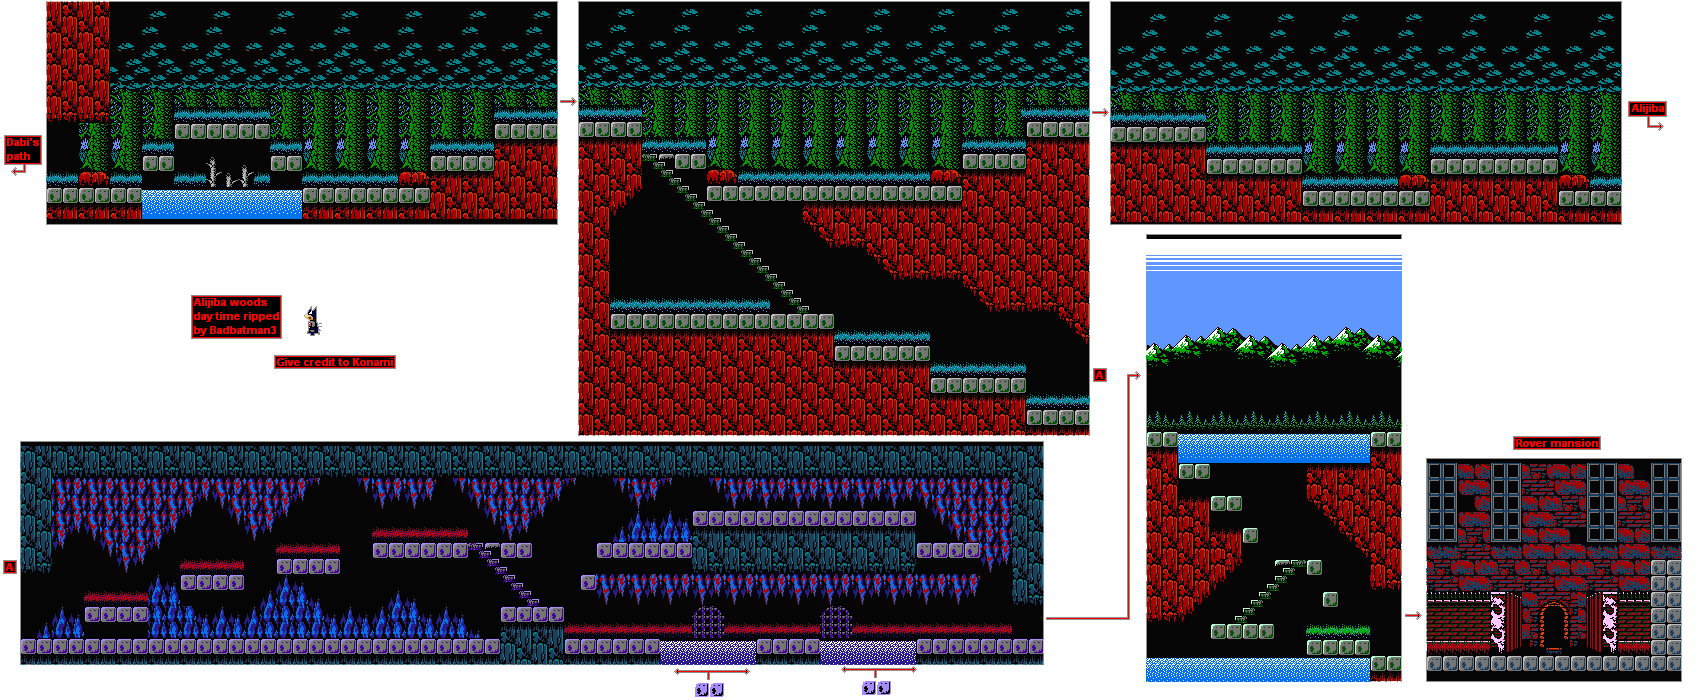 Dabi's
path
Alijiba
Alijiba woods
day time ripped
by Badbatman3
Give credit to Konami
A
A
Rover mansion